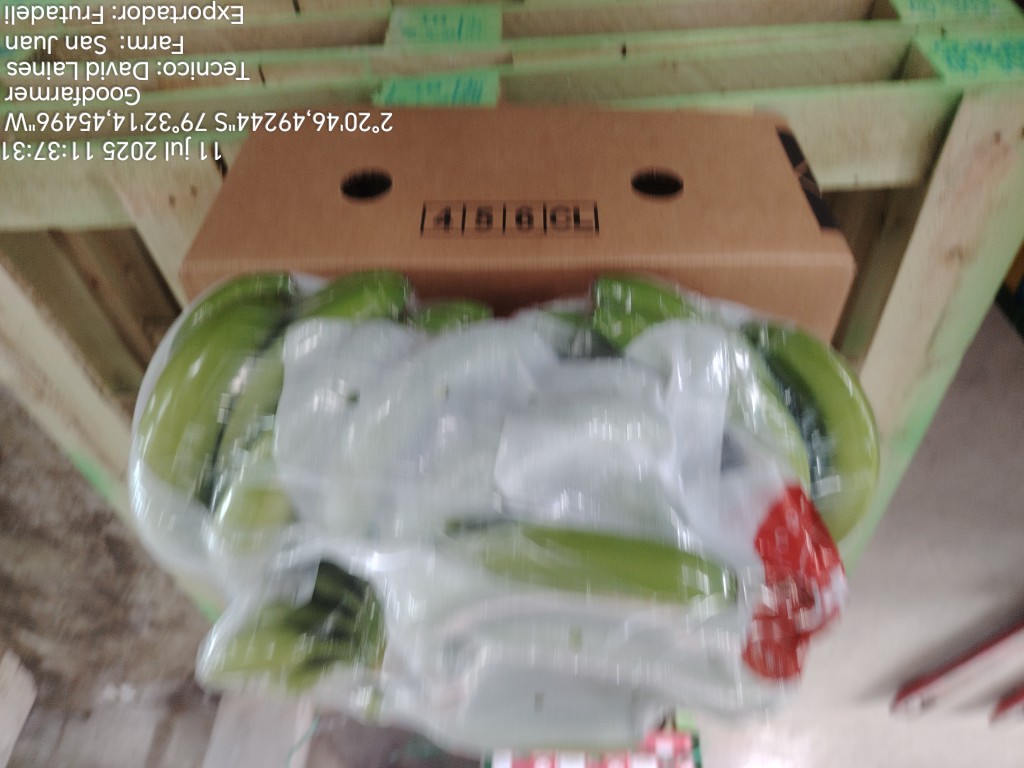 4 5 6 CL
11 jul 2025 11:37:31
2°20'46,49244"S 79°32'14,45496"W
Goodfarmer
Tecnico: David Laines
Farm: San Juan
Exportador: Frutadeli